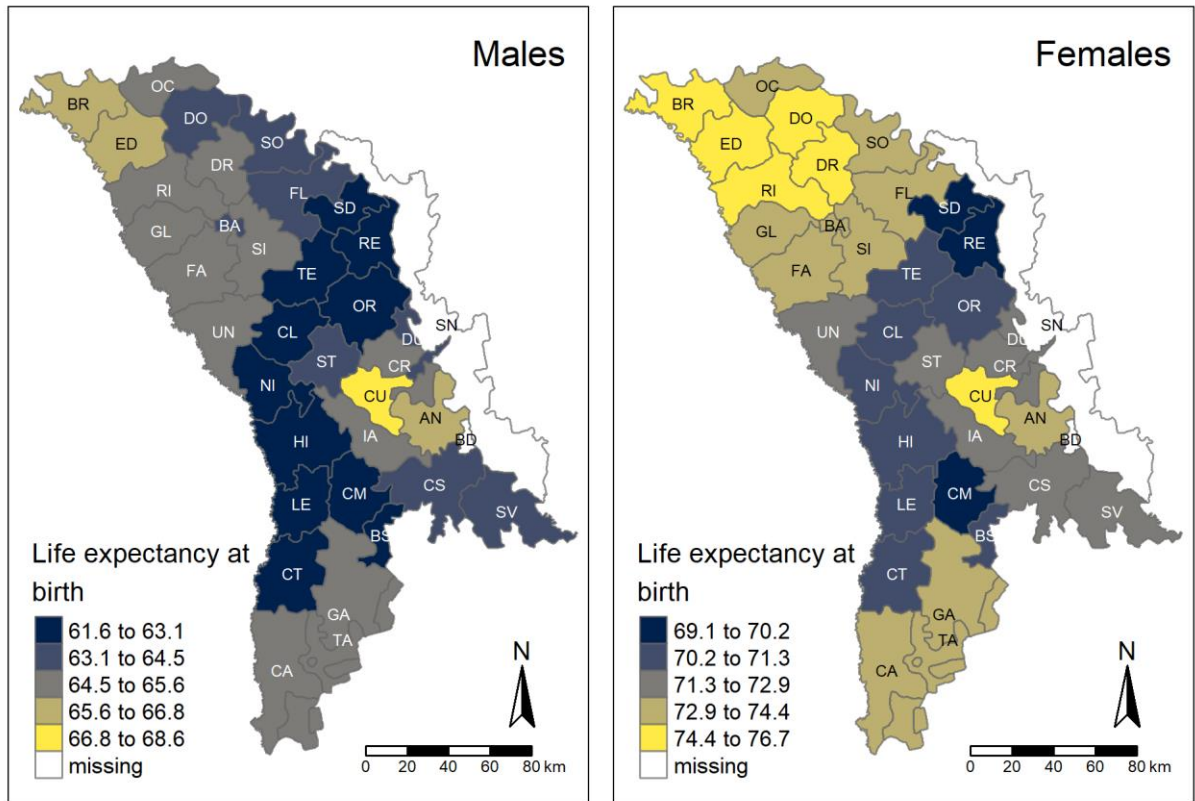 Males
OC
BR
DO
SO
ED
DR
RI
FL
SD
BA
GL
SI
RE
FA
TE
OR
UN
CL
SN
DU
ST
CR
NI
CU
AN
IA
BD
HI
CS
LE
CM
SV
BS
CT
GA
TA
CA
Life expectancy at
birth
61.6 to 63.1
63.1 to 64.5
64.5 to 65.6
65.6 to 66.8
66.8 to 68.6
missing
N
0 20 40 60 80 km
Females
OC
BR
DO
SO
ED
DR
RI
FL
SD
BA
GL
SI
RE
FA
TE
OR
UN
CL
SN
DU
ST
CR
NI
CU
AN
IA
BD
HI
CS
LE
CM
SV
BS
CT
GA
TA
CA
Life expectancy at
birth
69.1 to 70.2
70.2 to 71.3
71.3 to 72.9
72.9 to 74.4
74.4 to 76.7
missing
N
0 20 40 60 80 km